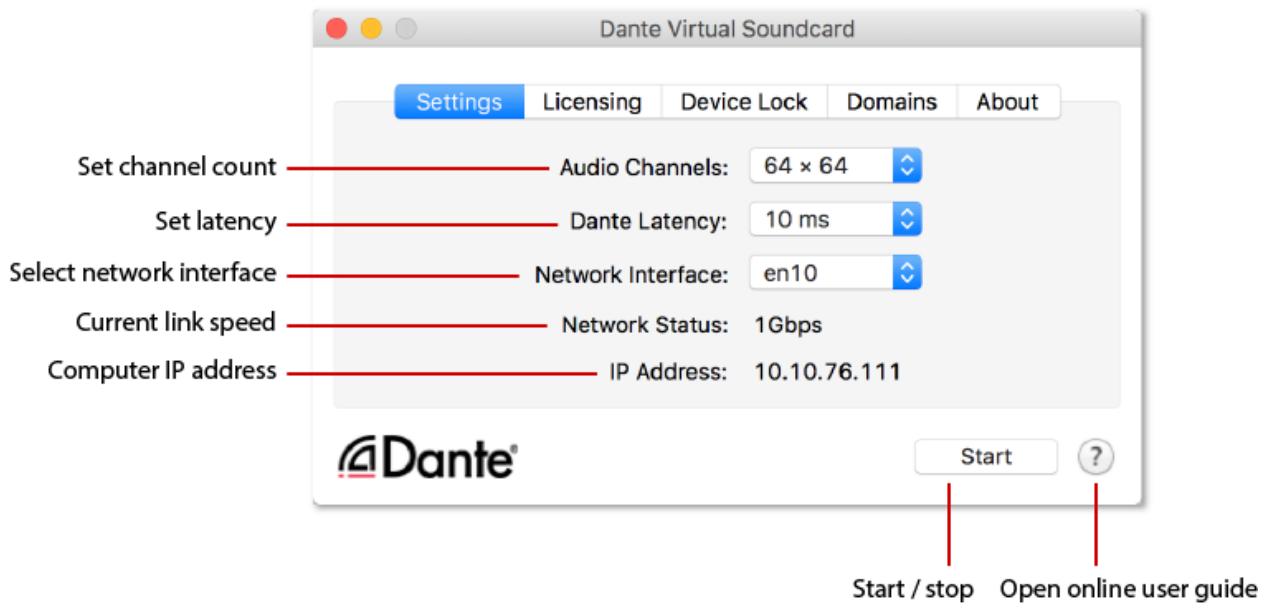 Dante Virtual Soundcard
Settings Licensing Device Lock Domains About
Set channel count Audio Channels: 64 × 64
Set latency Dante Latency: 10 ms
Select network interface Network Interface: en10
Current link speed Network Status: 1Gbps
Computer IP address IP Address: 10.10.76.111
Dante® Start ?
Start / stop Open online user guide